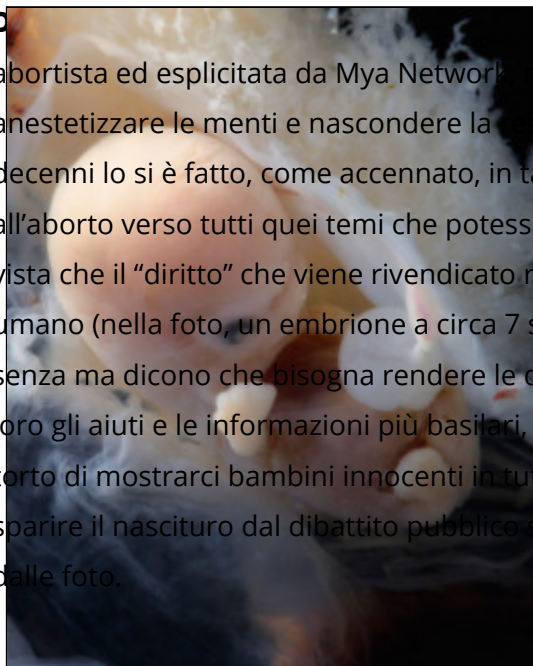 abortista ed esplicitata da Mya Network
anestetizzare le menti e nascondere la
decenni lo si è fatto, come accennato, in
all’aborto verso tutti quei temi che
vista che il “diritto” che viene rivendicato
umano (nella foto, un embrione a circa 7
senza ma dicono che bisogna rendere le
loro gli aiuti e le informazioni più basilari,
torto di mostrarci bambini innocenti in
sparire il nascituro dal dibattito pubblico
dalle foto.